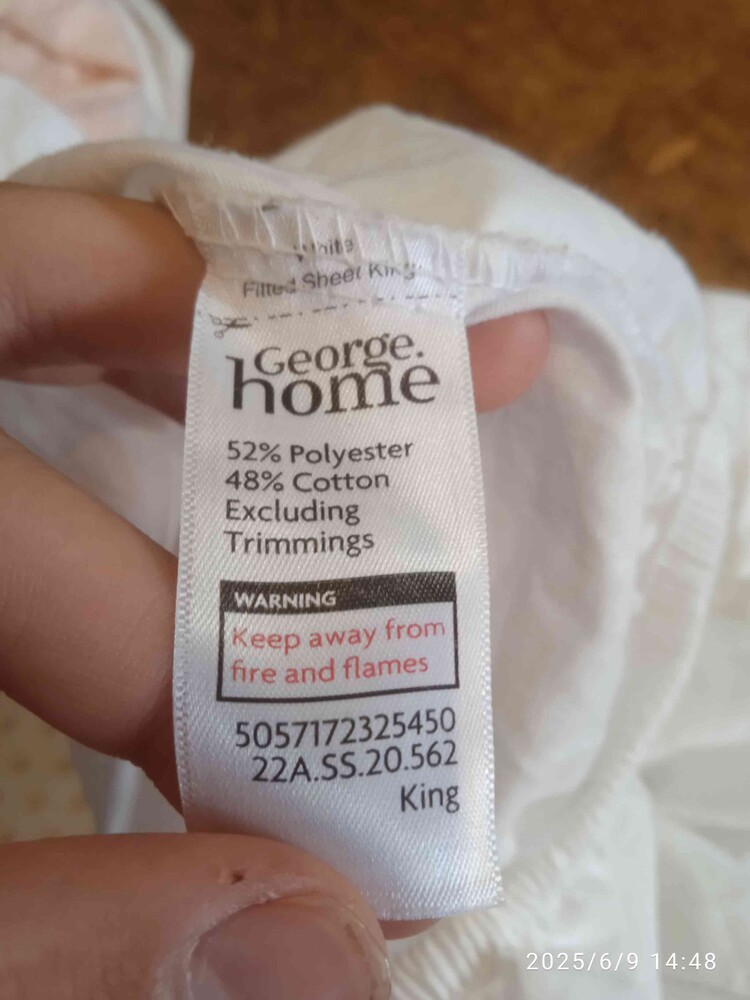 White
Fitted Sheet King
George.
home
52% Polyester
48% Cotton
Excluding
Trimmings
WARNING
Keep away from
fire and flames
5057172325450
22A.SS.20.562
King
2025/6/9 14:48